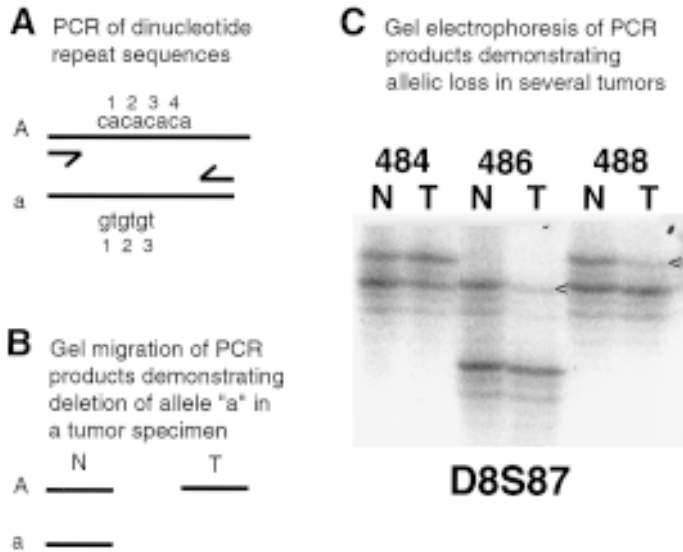 A PCR of dinucleotide
repeat sequences
1 2 3 4
cacacaca
A
a
gtgtgt
1 2 3
B Gel migration of PCR
products demonstrating
deletion of allele "a" in
a tumor specimen
N T
A
a
C Gel electrophoresis of PCR
products demonstrating
allelic loss in several tumors
484 486 488
N T N T N T
<
<
D8S87